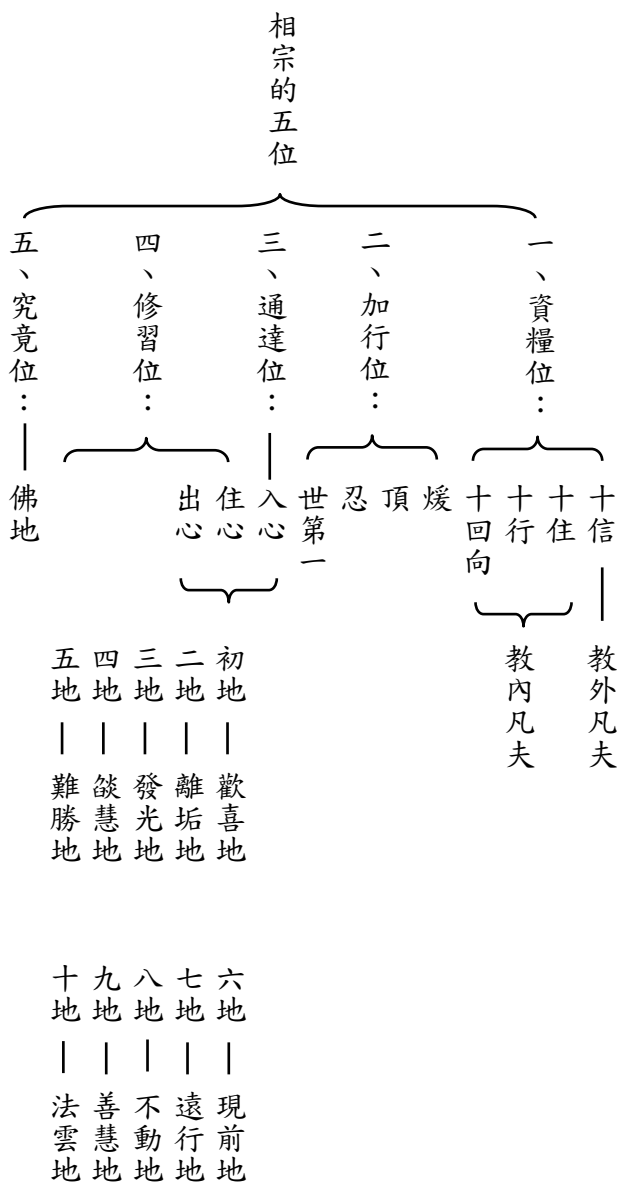 相宗的五位
一、資糧位：
十信
教外凡夫
十住
十行
十回向
教內凡夫
二、加行位：
煖
頂
忍
世第一
三、通達位：
入心
四、修習位：
住心
出心
初地
歡喜地
二地
離垢地
三地
發光地
四地
燄慧地
五地
難勝地
六地
現前地
七地
遠行地
八地
不動地
九地
善慧地
十地
法雲地
五、究竟位：
佛地